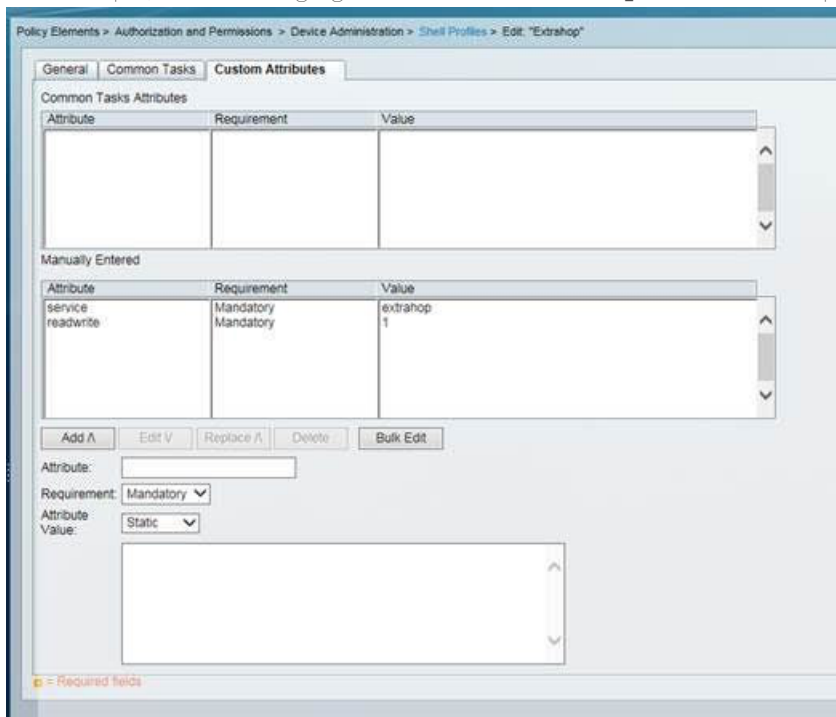 Policy Elements > Authorization and Permissions > Device Administration > Shell Profiles > Edit: "Extrahop"
General Common Tasks Custom Attributes
Common Tasks Attributes
Attribute Requirement Value
Manually Entered
Attribute Requirement Value
service Mandatory extrahop
readwrite Mandatory 1
Add Λ Edit V Replace Λ Delete Bulk Edit
Attribute:
Requirement: Mandatory
Attribute Value: Static
= Required fields